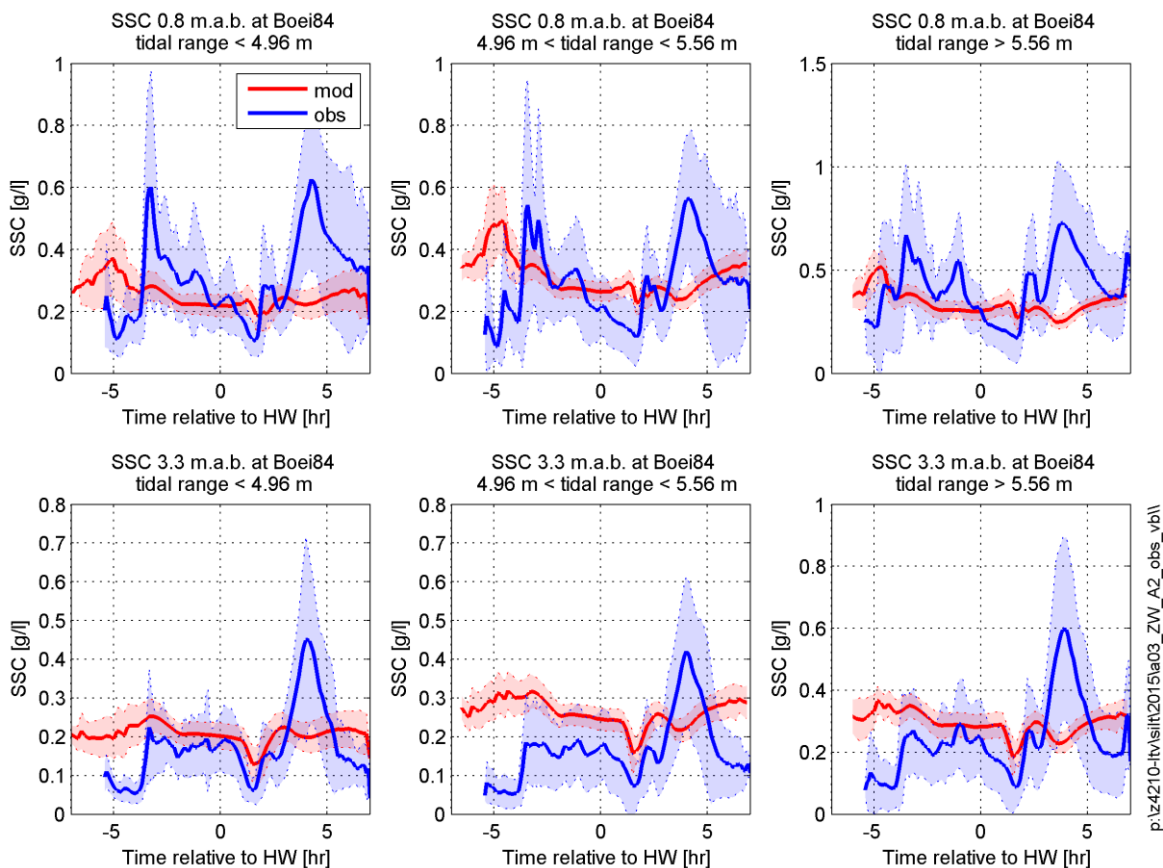 SSC 0.8 m.a.b. at Boei84
tidal range < 4.96 m
SSC [g/l]
1
0.8
0.6
0.4
0.2
0
mod
obs
-5
0
5
Time relative to HW [hr]
SSC 0.8 m.a.b. at Boei84
4.96 m < tidal range < 5.56 m
SSC [g/l]
1
0.8
0.6
0.4
0.2
0
-5
0
5
Time relative to HW [hr]
SSC 0.8 m.a.b. at Boei84
tidal range > 5.56 m
SSC [g/l]
1.5
1
0.5
0
-5
0
5
Time relative to HW [hr]
SSC 3.3 m.a.b. at Boei84
tidal range < 4.96 m
SSC [g/l]
0.8
0.7
0.6
0.5
0.4
0.3
0.2
0.1
0
-5
0
5
Time relative to HW [hr]
SSC 3.3 m.a.b. at Boei84
4.96 m < tidal range < 5.56 m
SSC [g/l]
0.8
0.7
0.6
0.5
0.4
0.3
0.2
0.1
0
-5
0
5
Time relative to HW [hr]
SSC 3.3 m.a.b. at Boei84
tidal range > 5.56 m
SSC [g/l]
1
0.8
0.6
0.4
0.2
0
-5
0
5
Time relative to HW [hr]
p:\z4210-ltv\slit\2015\a03_ZW_A2_obs_vb\\